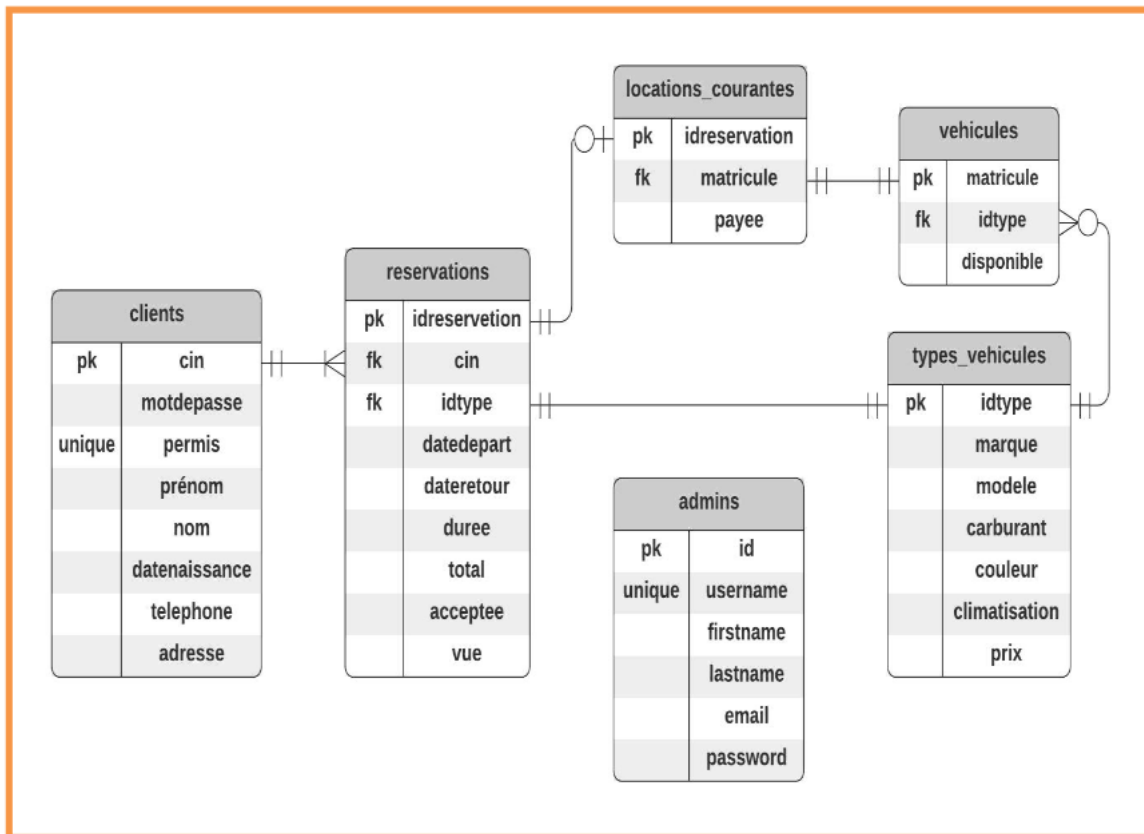 locations_courantes
pk idreservation
fk matricule
payee
vehicules
pk matricule
fk idtype
disponible
reservations
pk idreservetion
fk cin
fk idtype
datedepart
dateretour
duree
total
acceptee
vue
clients
pk cin
motdepasse
unique permis
prénom
nom
datenaissance
telephone
adresse
types_vehicules
pk idtype
marque
modele
carburant
couleur
climatisation
prix
admins
pk id
unique username
firstname
lastname
email
password